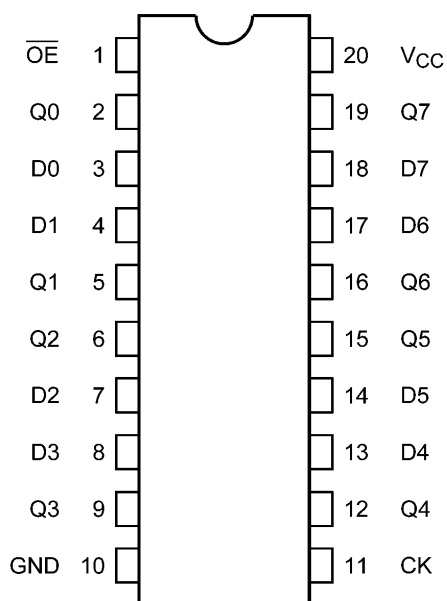 O̅E̅ 1 20 VCC
Q0 2 19 Q7
D0 3 18 D7
D1 4 17 D6
Q1 5 16 Q6
Q2 6 15 Q5
D2 7 14 D5
D3 8 13 D4
Q3 9 12 Q4
GND 10 11 CK